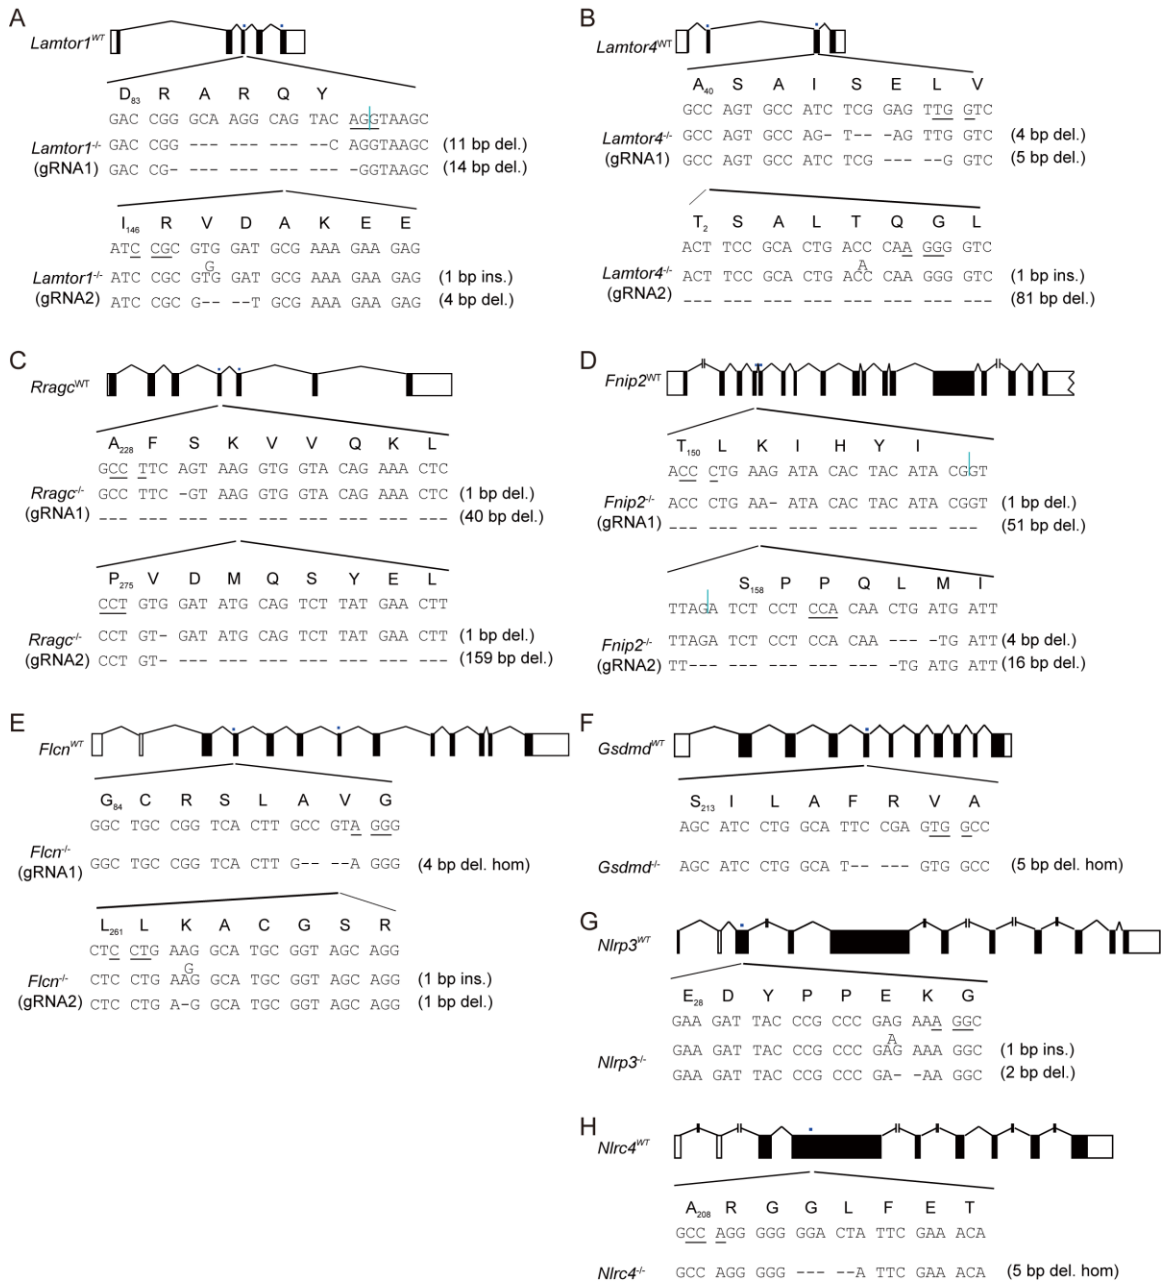 A
Lamtor1WT
D83 R A R Q Y
GAC CGG GCA AGG CAG TAC AGGTAAGC
Lamtor1-/- (gRNA1)
GAC CGG --- --- --- --C AGGTAAGC (11 bp del.)
GAC CG- --- --- --- --- -GGTAAGC (14 bp del.)
I146 R V D A K E E
ATC CGC GTG GAT GCG AAA GAA GAG
G
Lamtor1-/- (gRNA2)
ATC CGC GTG GAT GCG AAA GAA GAG (1 bp ins.)
ATC CGC G-- --T GCG AAA GAA GAG (4 bp del.)
B
Lamtor4WT
A40 S A I S E L V
GCC AGT GCC ATC TCG GAG TTG GTC
Lamtor4-/- (gRNA1)
GCC AGT GCC AG- T-- -AG TTG GTC (4 bp del.)
GCC AGT GCC ATC TCG --- --G GTC (5 bp del.)
T2 S A L T Q G L
ACT TCC GCA CTG ACC CAA GGG GTC
A
Lamtor4-/- (gRNA2)
ACT TCC GCA CTG ACC CAA GGG GTC (1 bp ins.)
--- --- --- --- --- --- --- --- (81 bp del.)
C
RragcWT
A228 F S K V V Q K L
GCC TTC AGT AAG GTG GTA CAG AAA CTC
Rragc-/- (gRNA1)
GCC TTC -GT AAG GTG GTA CAG AAA CTC (1 bp del.)
--- --- --- --- --- --- --- --- --- (40 bp del.)
P275 V D M Q S Y E L
CCT GTG GAT ATG CAG TCT TAT GAA CTT
Rragc-/- (gRNA2)
CCT GT- GAT ATG CAG TCT TAT GAA CTT (1 bp del.)
CCT GT- --- --- --- --- --- --- --- (159 bp del.)
D
Fnip2WT
T150 L K I H Y I
ACC CTG AAG ATA CAC TAC ATA CGGT
Fnip2-/- (gRNA1)
ACC CTG AA- ATA CAC TAC ATA CGGT (1 bp del.)
--- --- --- --- --- --- --- --- (51 bp del.)
S158 P P Q L M I
TTAGA TCT CCT CCA CAA CTG ATG ATT
Fnip2-/- (gRNA2)
TTAGA TCT CCT CCA CAA --- -TG ATT (4 bp del.)
TT--- --- --- --- --- -TG ATG ATT (16 bp del.)
E
FlcnWT
G84 C R S L A V G
GGC TGC CGG TCA CTT GCC GTA GGG
Flcn-/- (gRNA1)
GGC TGC CGG TCA CTT G-- --A GGG (4 bp del. hom)
L261 L K A C G S R
CTC CTG AAG GCA TGC GGT AGC AGG
G
Flcn-/- (gRNA2)
CTC CTG AAG GCA TGC GGT AGC AGG (1 bp ins.)
CTC CTG A-G GCA TGC GGT AGC AGG (1 bp del.)
F
GsdmdWT
S213 I L A F R V A
AGC ATC CTG GCA TTC CGA GTG GCC
Gsdmd-/-
AGC ATC CTG GCA T-- --- GTG GCC (5 bp del. hom)
G
Nlrp3WT
E28 D Y P P E K G
GAA GAT TAC CCG CCC GAG AAA GGC
A
Nlrp3-/-
GAA GAT TAC CCG CCC GAG AAA GGC (1 bp ins.)
GAA GAT TAC CCG CCC GA- -AA GGC (2 bp del.)
H
Nlrc4WT
A208 R G G L F E T
GCC AGG GGG GGA CTA TTC GAA ACA
Nlrc4-/-
GCC AGG GGG --- --A TTC GAA ACA (5 bp del. hom)